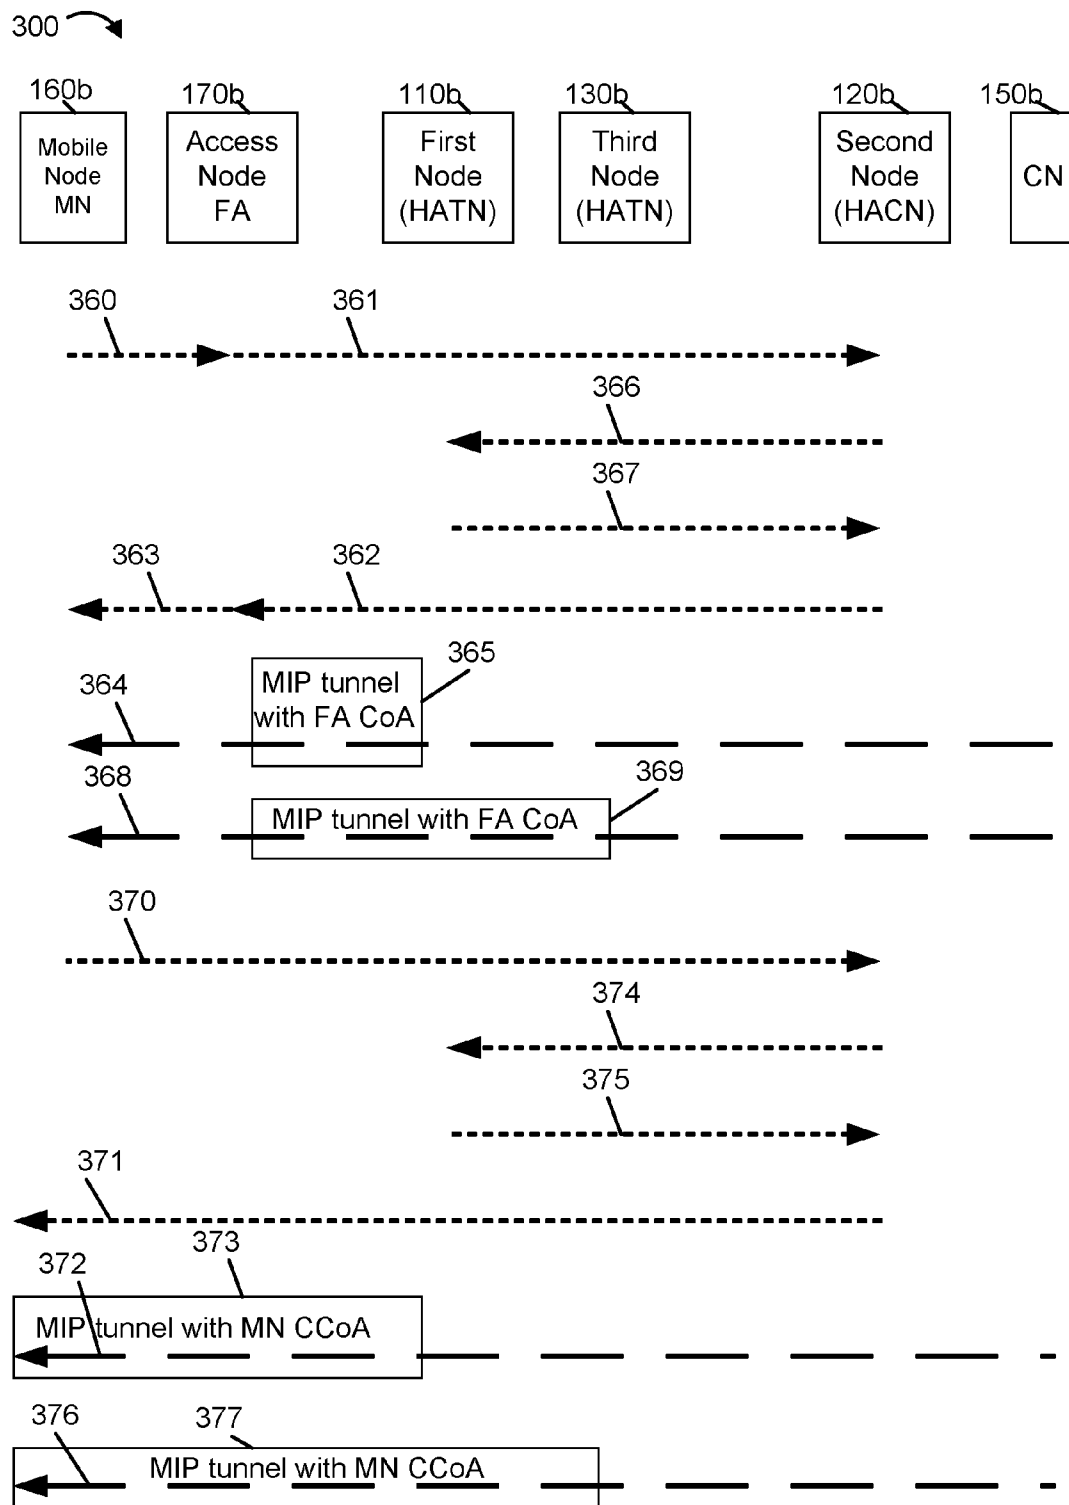 300
160b
170b
110b
130b
120b
150b
Mobile
Node
MN
Access
Node
FA
First
Node
(HATN)
Third
Node
(HATN)
Second
Node
(HACN)
CN
360
361
366
367
363
362
365
MIP tunnel
with FA CoA
364
369
368
MIP tunnel with FA CoA
370
374
375
371
373
372
MIP tunnel with MN CCoA
376
377
MIP tunnel with MN CCoA